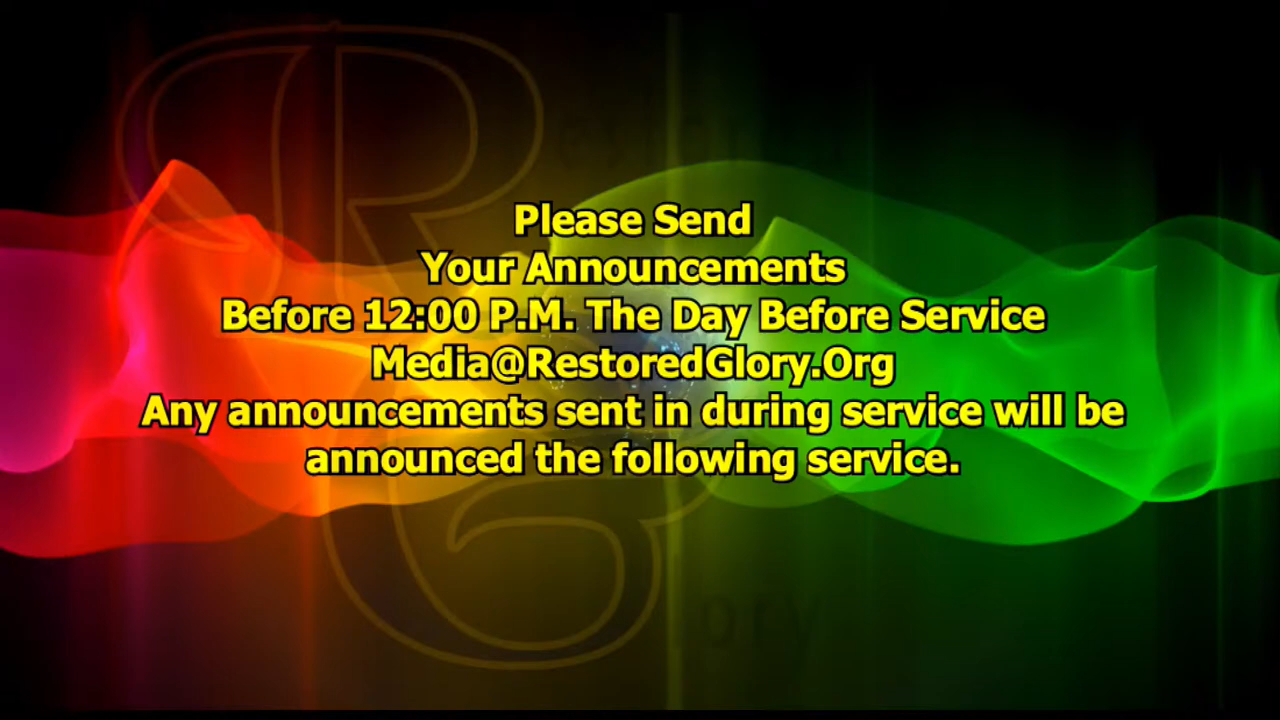 Please Send
Your Announcements
Before 12:00 P.M. The Day Before Service
Media@RestoredGlory.Org
Any announcements sent in during service will be
announced the following service.